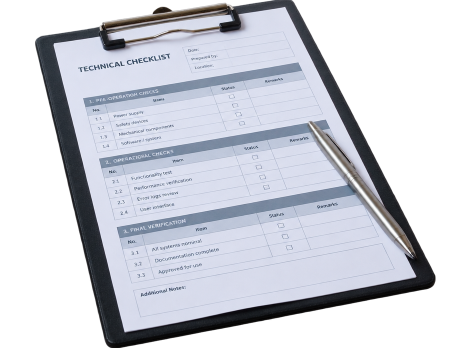 TECHNICAL CHECKLIST
Date:
Prepared by:
Location:
1. PRE-OPERATION CHECKS
No. Item Status Remarks
1.1 Power supply
1.2 Safety devices
1.3 Mechanical components
1.4 Software / system
2. OPERATIONAL CHECKS
No. Item Status Remarks
2.1 Functionality test
2.2 Performance verification
2.3 Error logs review
2.4 User interface
3. FINAL VERIFICATION
No. Item Status Remarks
3.1 All systems nominal
3.2 Documentation complete
3.3 Approved for use
Additional Notes: